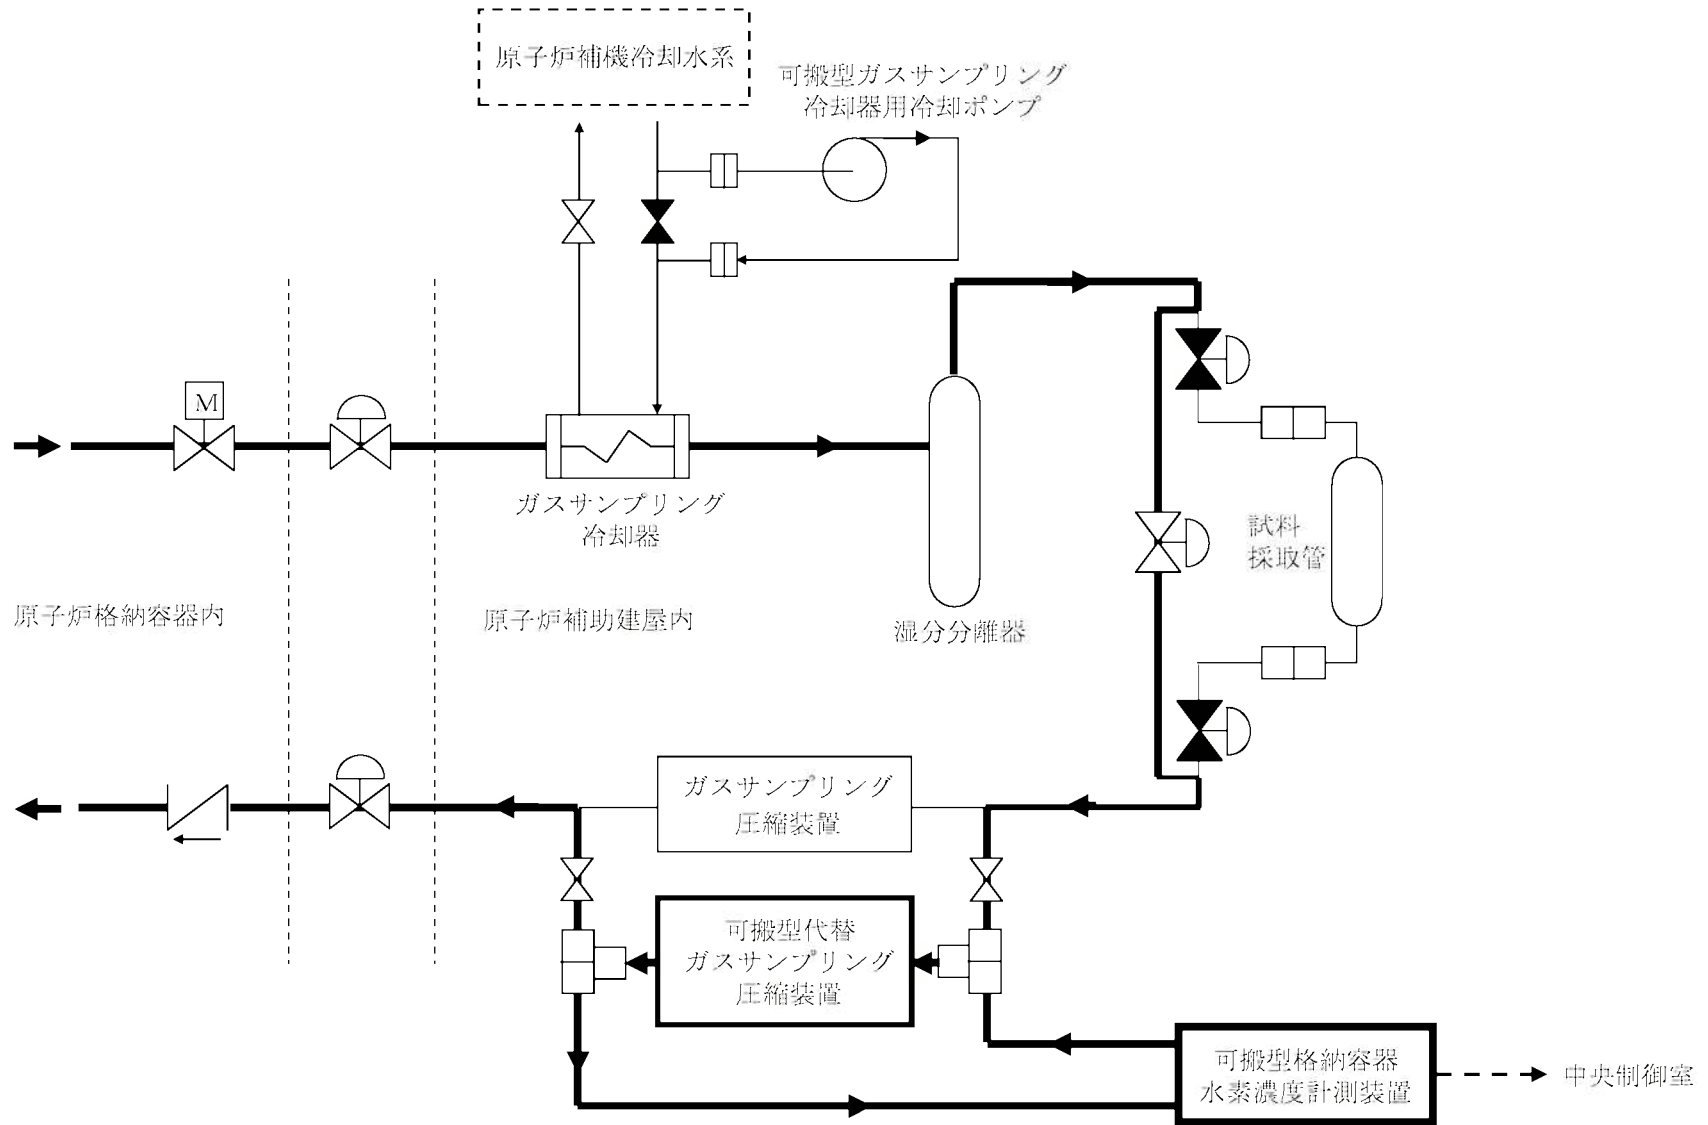 原子炉補機冷却水系
可搬型ガスサンプリング
冷却器用冷却ポンプ
M
ガスサンプリング
冷却器
試料
採取管
原子炉格納容器内
原子炉補助建屋内
湿分分離器
ガスサンプリング
圧縮装置
可搬型代替
ガスサンプリング
圧縮装置
可搬型格納容器
水素濃度計測装置
中央制御室